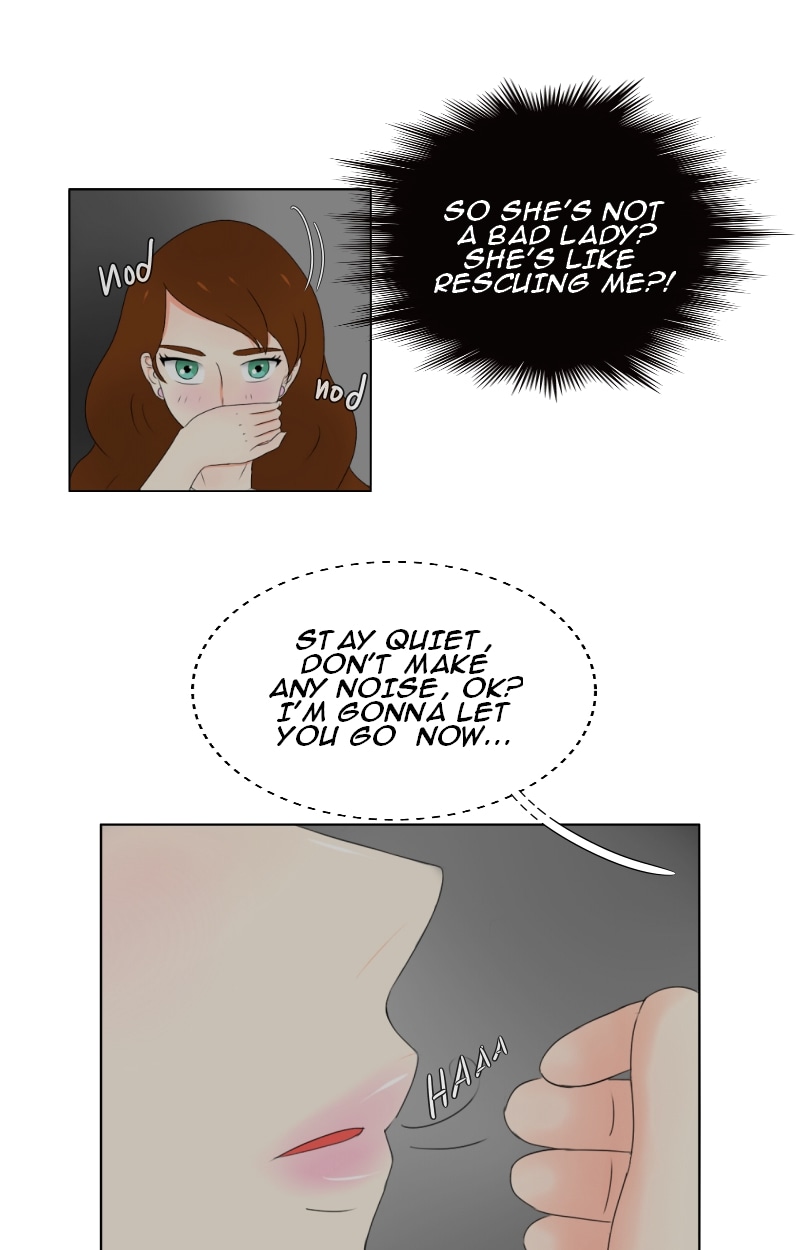 SO SHE'S NOT
A BAD LADY?
SHE'S LIKE
RESCUING ME?!
nod
nod
STAY QUIET,
DON'T MAKE
ANY NOISE, OK?
I'M GONNA LET
YOU GO NOW...
HAAAA